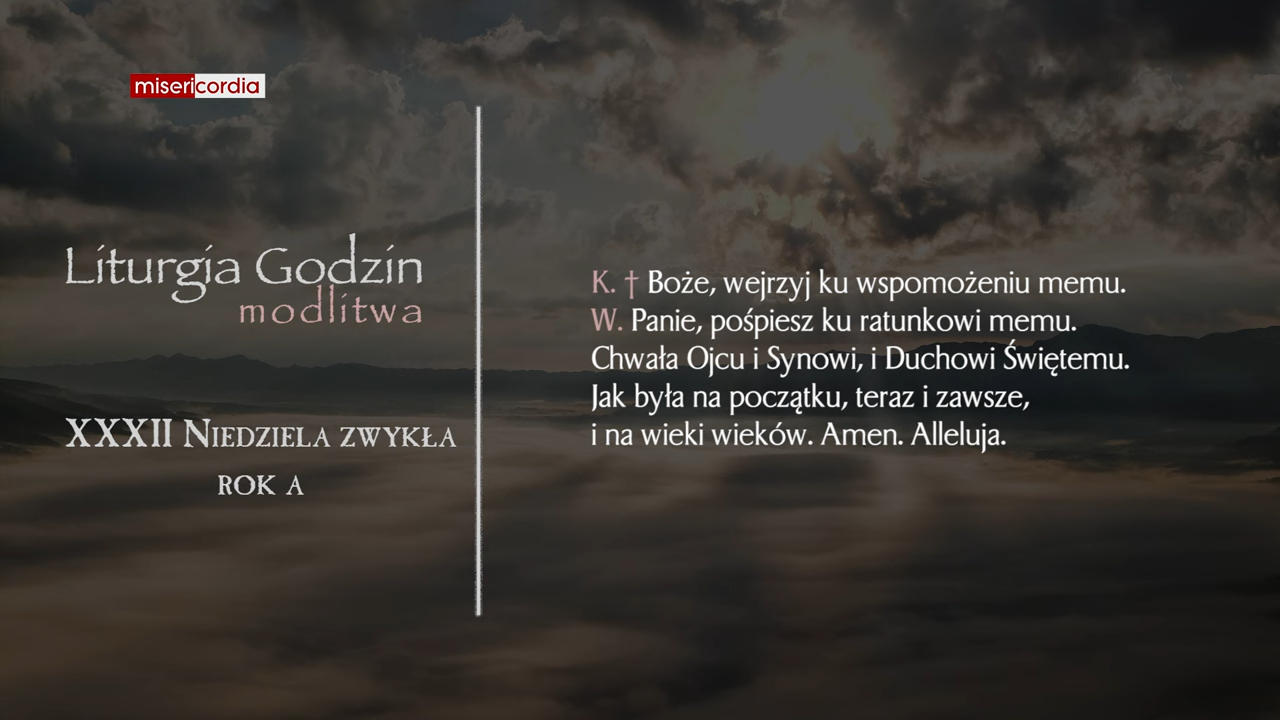 misericordia
Liturgia Godzin
modlitwa
XXXII Niedziela zwykła
rok A
K. † Boże, wejrzyj ku wspomożeniu memu.
W. Panie, pośpiesz ku ratunkowi memu.
Chwała Ojcu i Synowi, i Duchowi Świętemu.
Jak była na początku, teraz i zawsze,
i na wieki wieków. Amen. Alleluja.